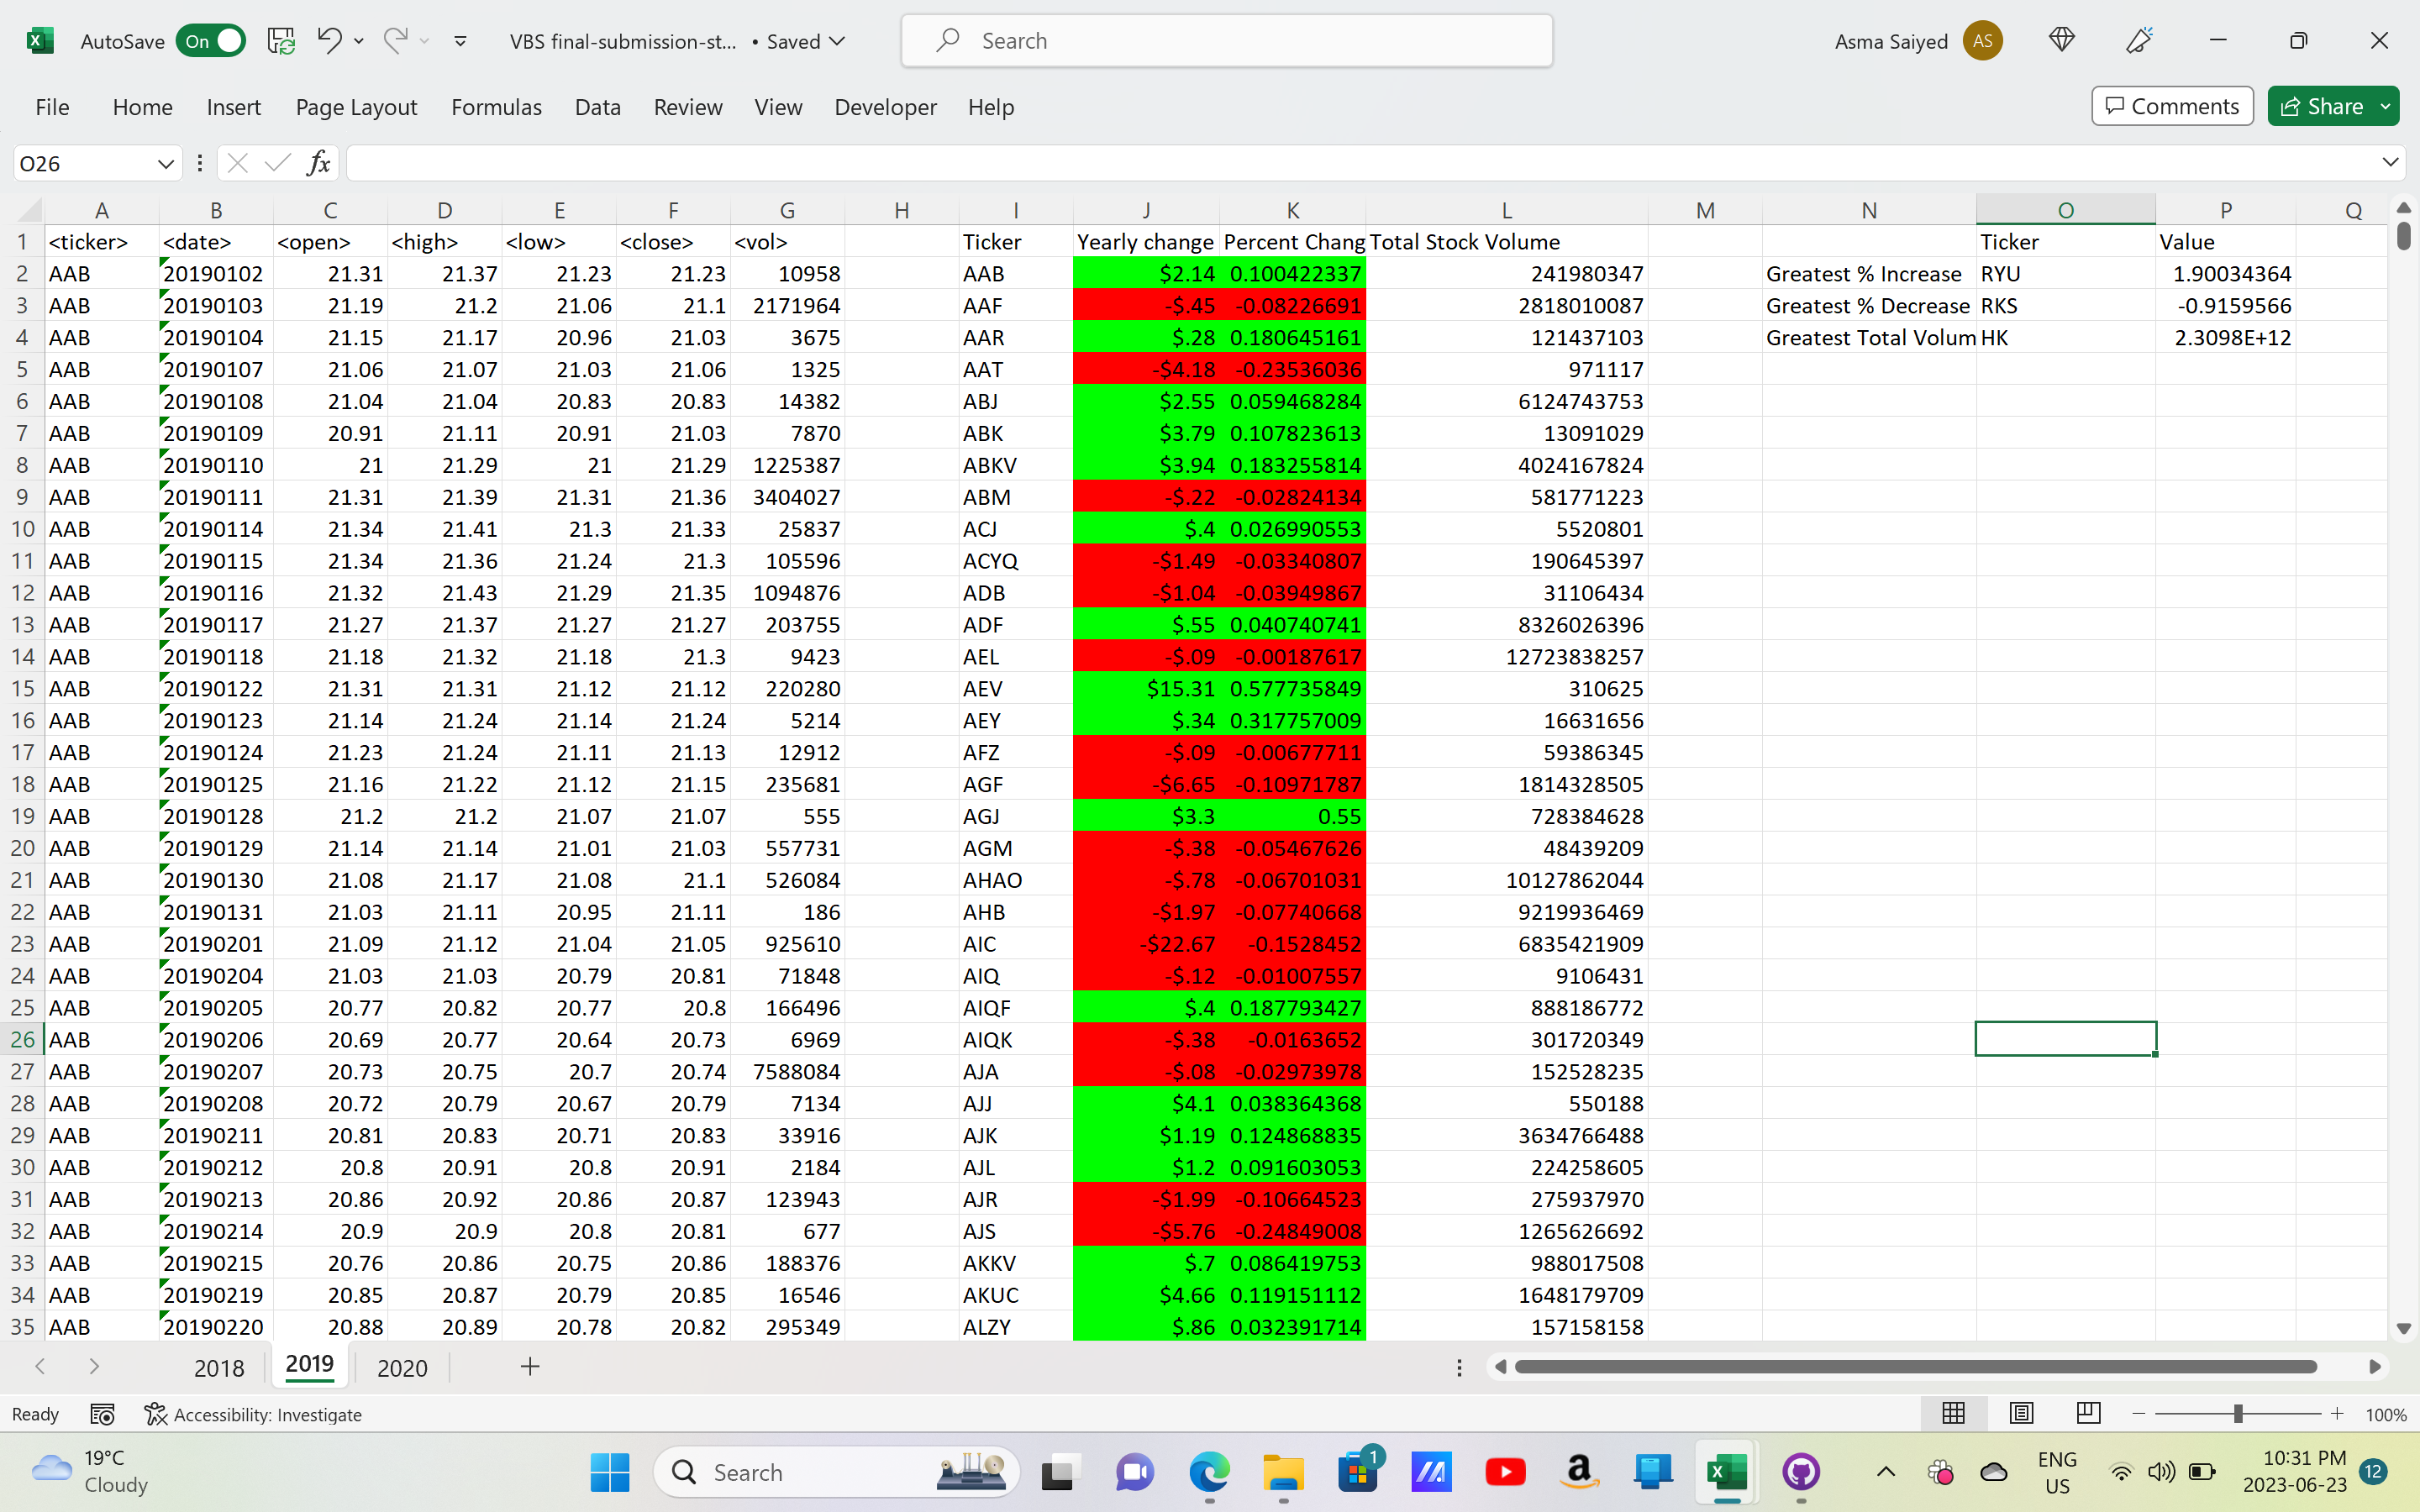 AutoSave On VBS final-submission-st... • Saved Search Asma Saiyed AS
File Home Insert Page Layout Formulas Data Review View Developer Help Comments Share
O26 fx
A B C D E F G H I J K L M N O P Q
1 <ticker> <date> <open> <high> <low> <close> <vol> Ticker Yearly change Percent Chang Total Stock Volume Ticker Value
2 AAB 20190102 21.31 21.37 21.23 21.23 10958 AAB $2.14 0.100422337 241980347 Greatest % Increase RYU 1.90034364
3 AAB 20190103 21.19 21.2 21.06 21.1 2171964 AAF -$.45 -0.08226691 2818010087 Greatest % Decrease RKS -0.9159566
4 AAB 20190104 21.15 21.17 20.96 21.03 3675 AAR $.28 0.180645161 121437103 Greatest Total Volum HK 2.3098E+12
5 AAB 20190107 21.06 21.07 21.03 21.06 1325 AAT -$4.18 -0.23536036 971117
6 AAB 20190108 21.04 21.04 20.83 20.83 14382 ABJ $2.55 0.059468284 6124743753
7 AAB 20190109 20.91 21.11 20.91 21.03 7870 ABK $3.79 0.107823613 13091029
8 AAB 20190110 21 21.29 21 21.29 1225387 ABKV $3.94 0.183255814 4024167824
9 AAB 20190111 21.31 21.39 21.31 21.36 3404027 ABM -$.22 -0.02824134 581771223
10 AAB 20190114 21.34 21.41 21.3 21.33 25837 ACJ $.4 0.026990553 5520801
11 AAB 20190115 21.34 21.36 21.24 21.3 105596 ACYQ -$1.49 -0.03340807 190645397
12 AAB 20190116 21.32 21.43 21.29 21.35 1094876 ADB -$1.04 -0.03949867 31106434
13 AAB 20190117 21.27 21.37 21.27 21.27 203755 ADF $.55 0.040740741 8326026396
14 AAB 20190118 21.18 21.32 21.18 21.3 9423 AEL -$.09 -0.00187617 12723838257
15 AAB 20190122 21.31 21.31 21.12 21.12 220280 AEV $15.31 0.577735849 310625
16 AAB 20190123 21.14 21.24 21.14 21.24 5214 AEY $.34 0.317757009 16631656
17 AAB 20190124 21.23 21.24 21.11 21.13 12912 AFZ -$.09 -0.00677711 59386345
18 AAB 20190125 21.16 21.22 21.12 21.15 235681 AGF -$6.65 -0.10971787 1814328505
19 AAB 20190128 21.2 21.2 21.07 21.07 555 AGJ $3.3 0.55 728384628
20 AAB 20190129 21.14 21.14 21.01 21.03 557731 AGM -$.38 -0.05467626 48439209
21 AAB 20190130 21.08 21.17 21.08 21.1 526084 AHAO -$.78 -0.06701031 10127862044
22 AAB 20190131 21.03 21.11 20.95 21.11 186 AHB -$1.97 -0.07740668 9219936469
23 AAB 20190201 21.09 21.12 21.04 21.05 925610 AIC -$22.67 -0.1528452 6835421909
24 AAB 20190204 21.03 21.03 20.79 20.81 71848 AIQ -$.12 -0.01007557 9106431
25 AAB 20190205 20.77 20.82 20.77 20.8 166496 AIQF $.4 0.187793427 888186772
26 AAB 20190206 20.69 20.77 20.64 20.73 6969 AIQK -$.38 -0.0163652 301720349
27 AAB 20190207 20.73 20.75 20.7 20.74 7588084 AJA -$.08 -0.02973978 152528235
28 AAB 20190208 20.72 20.79 20.67 20.79 7134 AJJ $4.1 0.038364368 550188
29 AAB 20190211 20.81 20.83 20.71 20.83 33916 AJK $1.19 0.124868835 3634766488
30 AAB 20190212 20.8 20.91 20.8 20.91 2184 AJL $1.2 0.091603053 224258605
31 AAB 20190213 20.86 20.92 20.86 20.87 123943 AJR -$1.99 -0.10664523 275937970
32 AAB 20190214 20.9 20.9 20.8 20.81 677 AJS -$5.76 -0.24849008 1265626692
33 AAB 20190215 20.76 20.86 20.75 20.86 188376 AKKV $.7 0.086419753 988017508
34 AAB 20190219 20.85 20.87 20.79 20.85 16546 AKUC $4.66 0.119151112 1648179709
35 AAB 20190220 20.88 20.89 20.78 20.82 295349 ALZY $.86 0.032391714 157158158
2018 2019 2020
Ready Accessibility: Investigate 100%
19°C Search 1 ENG 10:31 PM 12
Cloudy US 2023-06-23